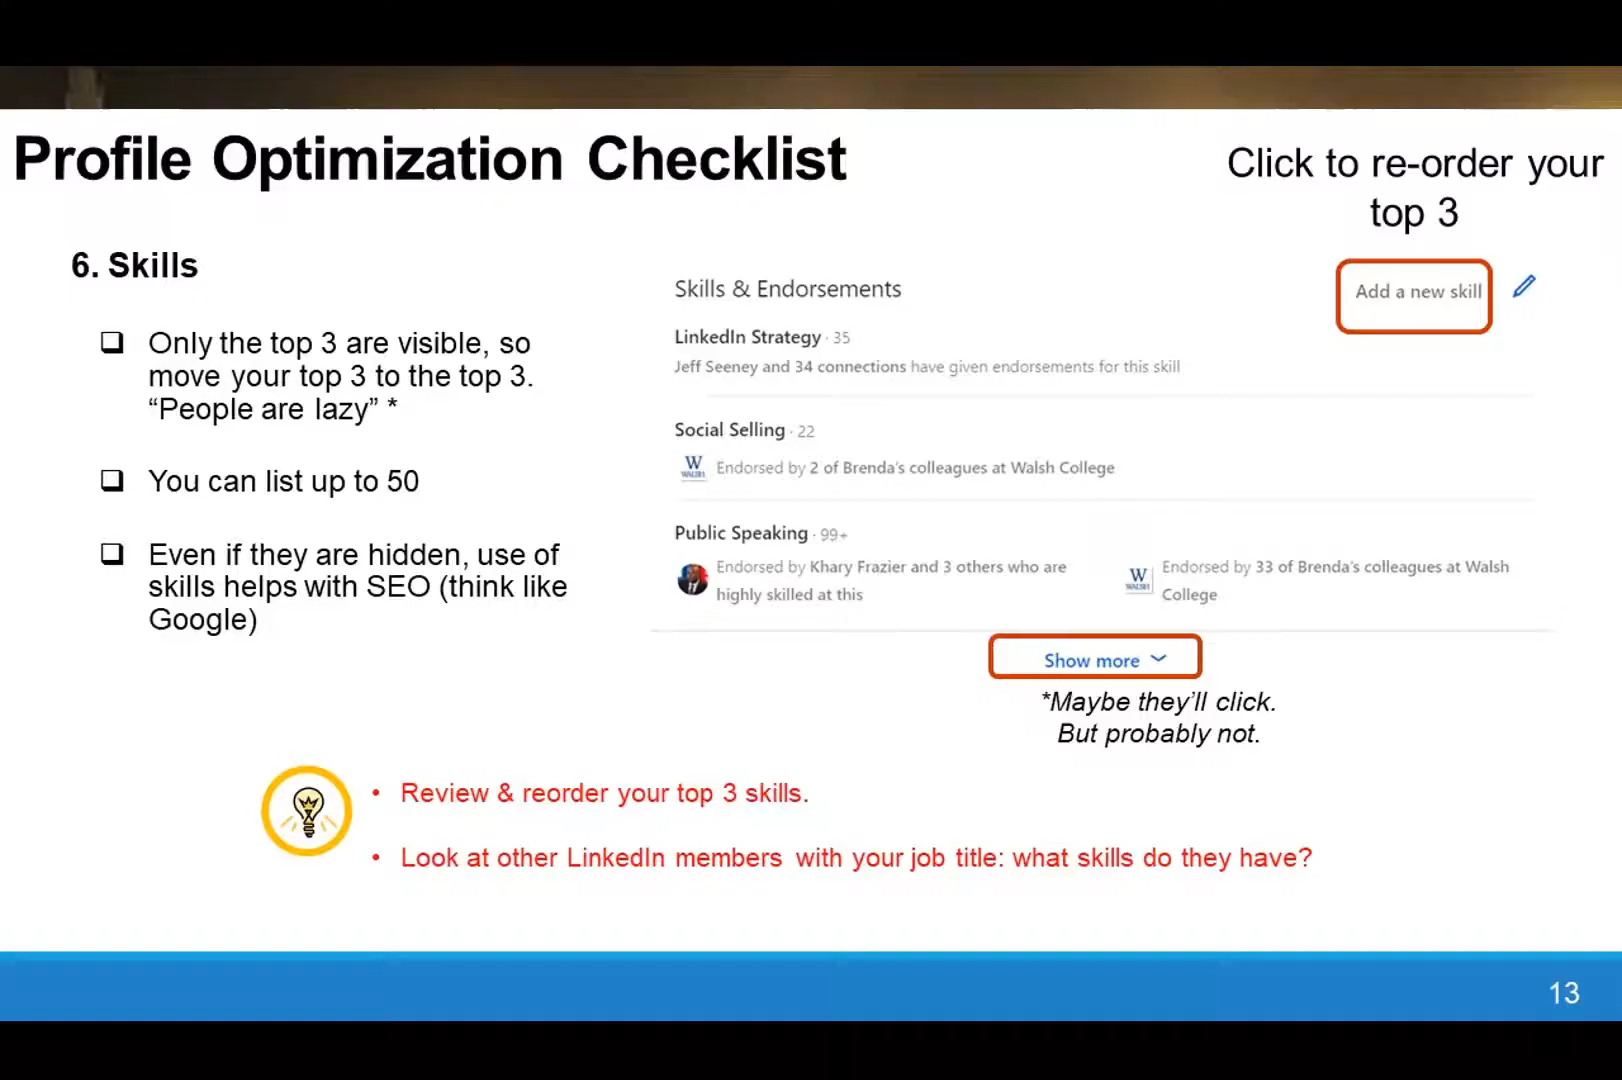 Profile Optimization Checklist
Click to re-order your
top 3
6. Skills
Only the top 3 are visible, so
move your top 3 to the top 3.
“People are lazy” *
You can list up to 50
Even if they are hidden, use of
skills helps with SEO (think like
Google)
Skills & Endorsements
Add a new skill
LinkedIn Strategy · 35
Jeff Seeney and 34 connections have given endorsements for this skill
Social Selling · 22
W
WALSH
Endorsed by 2 of Brenda's colleagues at Walsh College
Public Speaking · 99+
Endorsed by Khary Frazier and 3 others who are
highly skilled at this
W
WALSH
Endorsed by 33 of Brenda's colleagues at Walsh
College
Show more
*Maybe they’ll click.
But probably not.
• Review & reorder your top 3 skills.
• Look at other LinkedIn members with your job title: what skills do they have?
13